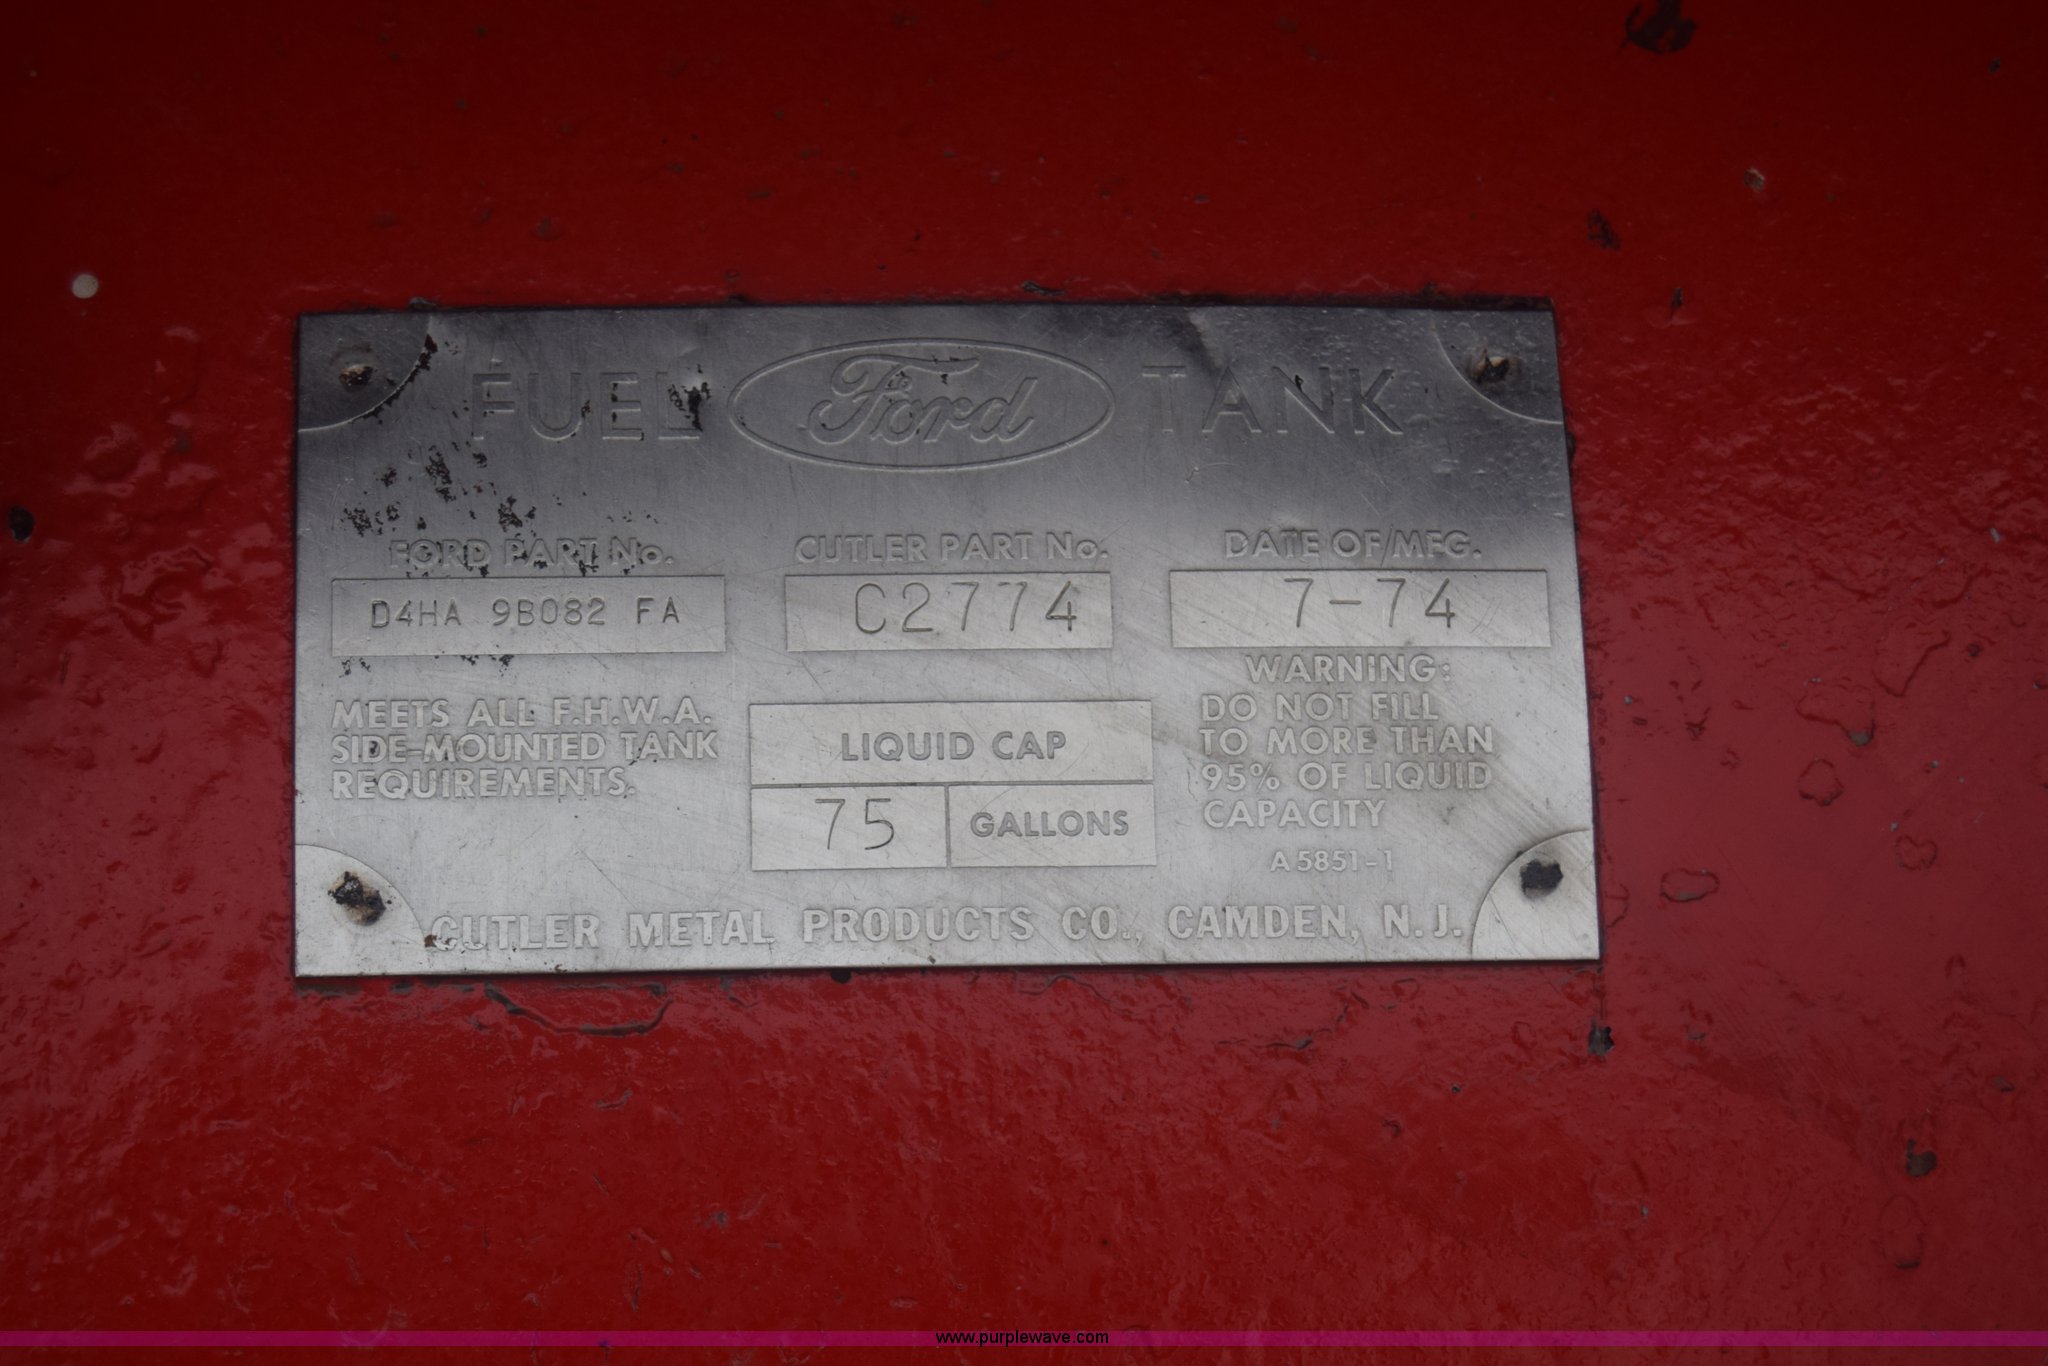 FUEL Ford TANK
FORD PART No. CUTLER PART No. DATE OF MFG.
D4HA 9B082 FA C2774 7-74
MEETS ALL F.H.W.A.
SIDE-MOUNTED TANK
REQUIREMENTS.
LIQUID CAP
75 GALLONS
WARNING:
DO NOT FILL
TO MORE THAN
95% OF LIQUID
CAPACITY
A5851-1
CUTLER METAL PRODUCTS CO., CAMDEN, N.J.
www.purplewave.com